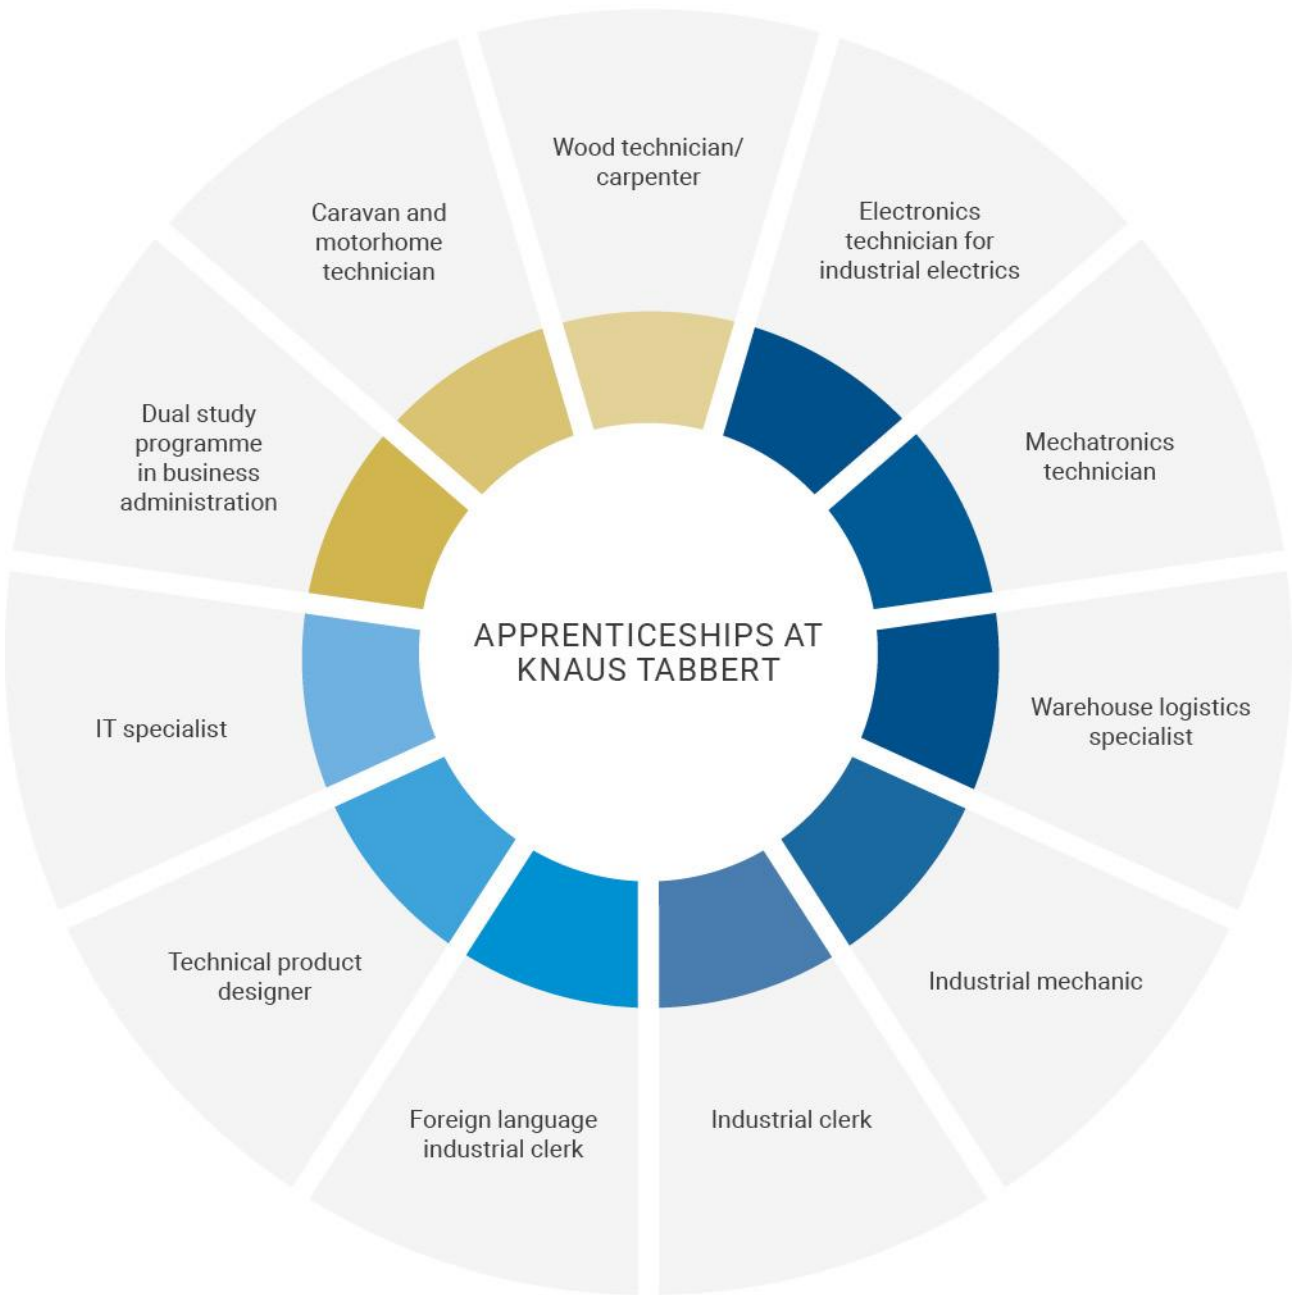 Wood technician/
carpenter
Electronics
technician for
industrial electrics
Mechatronics
technician
Warehouse logistics
specialist
Industrial mechanic
Industrial clerk
Foreign language
industrial clerk
Technical product
designer
IT specialist
Dual study
programme
in business
administration
Caravan and
motorhome
technician
APPRENTICESHIPS AT
KNAUS TABBERT